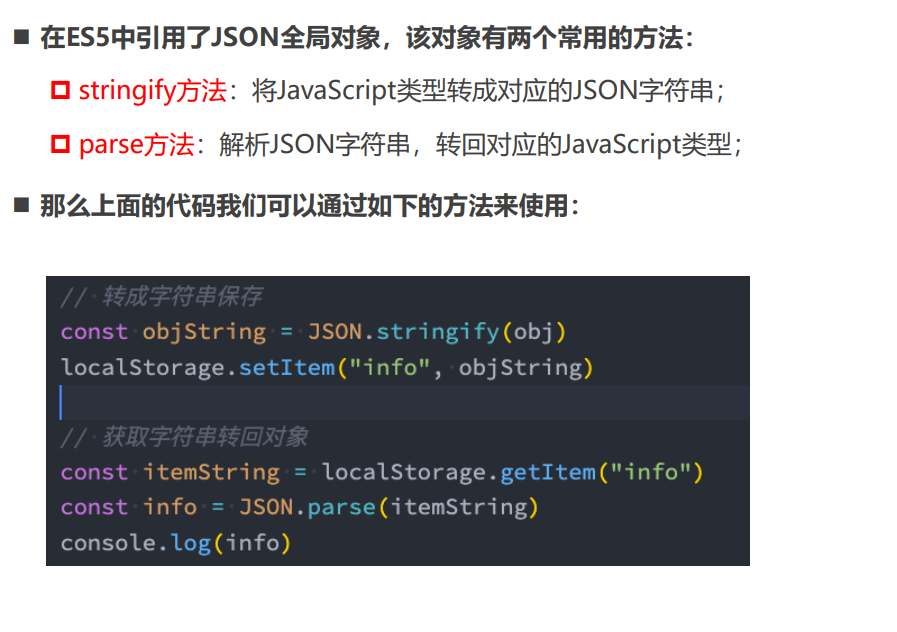 ■ 在ES5中引用了JSON全局对象，该对象有两个常用的方法：
stringify方法：将JavaScript类型转成对应的JSON字符串；
parse方法：解析JSON字符串，转回对应的JavaScript类型；
■ 那么上面的代码我们可以通过如下的方法来使用：
// 转成字符串保存
const objString = JSON.stringify(obj)
localStorage.setItem("info", objString)
// 获取字符串转回对象
const itemString = localStorage.getItem("info")
const info = JSON.parse(itemString)
console.log(info)